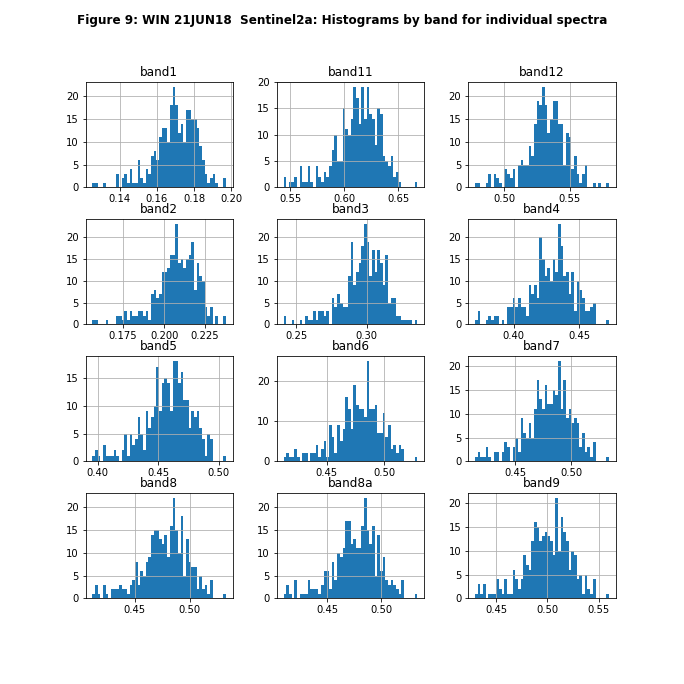 Figure 9: WIN 21JUN18  Sentinel2a: Histograms by band for individual spectra
band1 band11 band12
20 15 10 5 0
20 15 10 5 0
20 15 10 5 0
0.14 0.16 0.18 0.20
0.55 0.60 0.65
0.50 0.55
band2 band3 band4
20 15 10 5 0
20 15 10 5 0
20 15 10 5 0
0.175 0.200 0.225
0.25 0.30
0.40 0.45
band5 band6 band7
15 10 5 0
20 10 0
20 15 10 5 0
0.40 0.45 0.50
0.45 0.50
0.45 0.50
band8 band8a band9
20 15 10 5 0
20 15 10 5 0
20 15 10 5 0
0.45 0.50
0.45 0.50
0.45 0.50 0.55